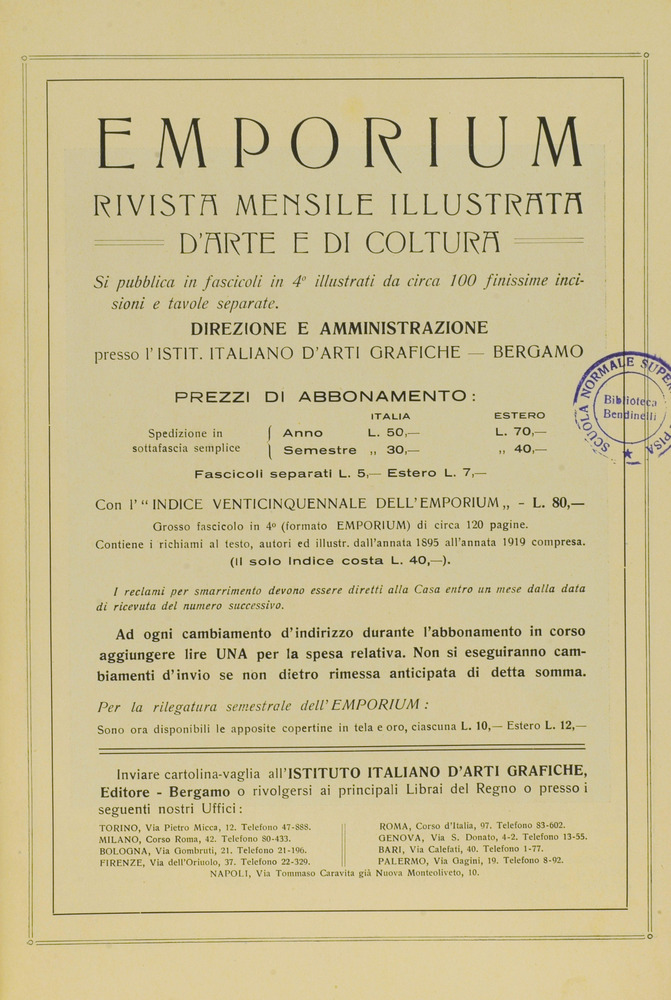 EMPORIUM
RIVISTA MENSILE ILLUSTRATA
D'ARTE E DI COLTURA
Si pubblica in fascicoli in 4º illustrati da circa 100 finissime inci-
sioni e tavole separate.
DIREZIONE E AMMINISTRAZIONE
presso l'ISTIT. ITALIANO D'ARTI GRAFICHE — BERGAMO
PREZZI DI ABBONAMENTO:
ITALIA ESTERO
Spedizione in sottafascia semplice
Anno L. 50,— L. 70,—
Semestre „ 30,— „ 40,—
Fascicoli separati L. 5,— Estero L. 7,—
Con l'“INDICE VENTICINQUENNALE DELL'EMPORIUM„ - L. 80,—
Grosso fascicolo in 4º (formato EMPORIUM) di circa 120 pagine.
Contiene i richiami al testo, autori ed illustr. dall'annata 1895 all'annata 1919 compresa.
(Il solo Indice costa L. 40,—).
I reclami per smarrimento devono essere diretti alla Casa entro un mese dalla data
di ricevuta del numero successivo.
Ad ogni cambiamento d'indirizzo durante l'abbonamento in corso
aggiungere lire UNA per la spesa relativa. Non si eseguiranno cam-
biamenti d'invio se non dietro rimessa anticipata di detta somma.
Per la rilegatura semestrale dell'EMPORIUM:
Sono ora disponibili le apposite copertine in tela e oro, ciascuna L. 10,— Estero L. 12,—
Inviare cartolina-vaglia all'ISTITUTO ITALIANO D'ARTI GRAFICHE,
Editore - Bergamo o rivolgersi ai principali Librai del Regno o presso i
seguenti nostri Uffici:
TORINO, Via Pietro Micca, 12. Telefono 47-888.
MILANO, Corso Roma, 42. Telefono 80-433.
BOLOGNA, Via Gombruti, 21. Telefono 21-196.
FIRENZE, Via dell'Oriuolo, 37. Telefono 22-329.
ROMA, Corso d'Italia, 97. Telefono 83-602.
GENOVA, Via S. Donato, 4-2. Telefono 13-55.
BARI, Via Calefati, 40. Telefono 1-77.
PALERMO, Via Gagini, 19. Telefono 8-92.
NAPOLI, Via Tommaso Caravita già Nuova Monteoliveto, 10.
SCUOLA NORMALE SUPER
PISA
Biblioteca
Bendinelli